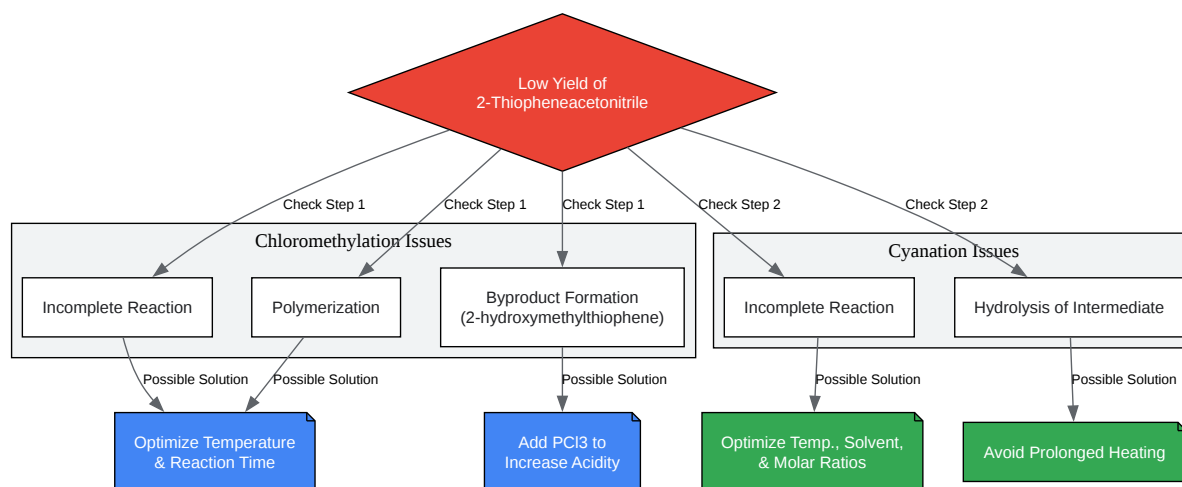 Low Yield of
2-Thiopheneacetonitrile
Check Step 1
Check Step 1
Check Step 1
Check Step 2
Check Step 2
Chloromethylation Issues
Cyanation Issues
Incomplete Reaction
Polymerization
Byproduct Formation
(2-hydroxymethylthiophene)
Incomplete Reaction
Hydrolysis of Intermediate
Possible Solution
Possible Solution
Possible Solution
Possible Solution
Possible Solution
Optimize Temperature
& Reaction Time
Add PCl3 to
Increase Acidity
Optimize Temp., Solvent,
& Molar Ratios
Avoid Prolonged Heating